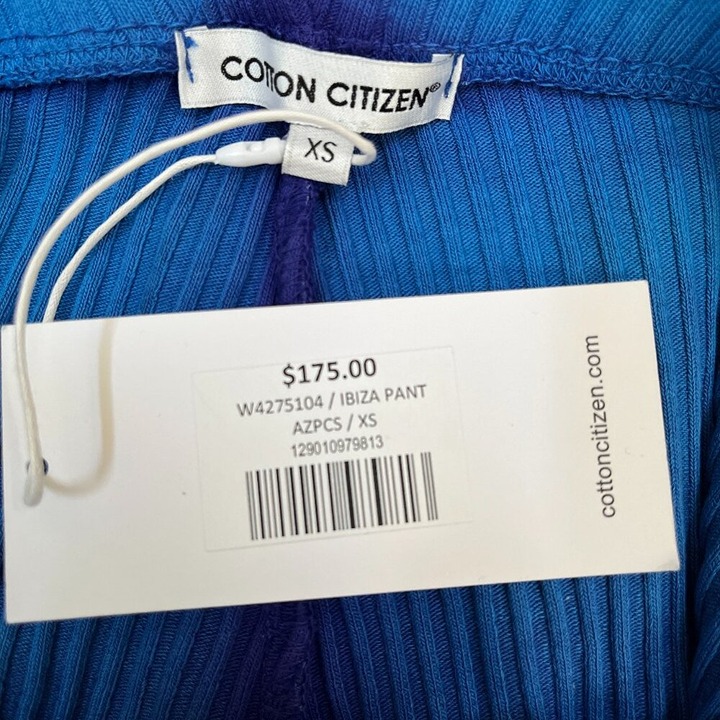 COTTON CITIZEN®
XS
$175.00
W4275104 / IBIZA PANT
AZPCS / XS
129010979813
cottoncitizen.com